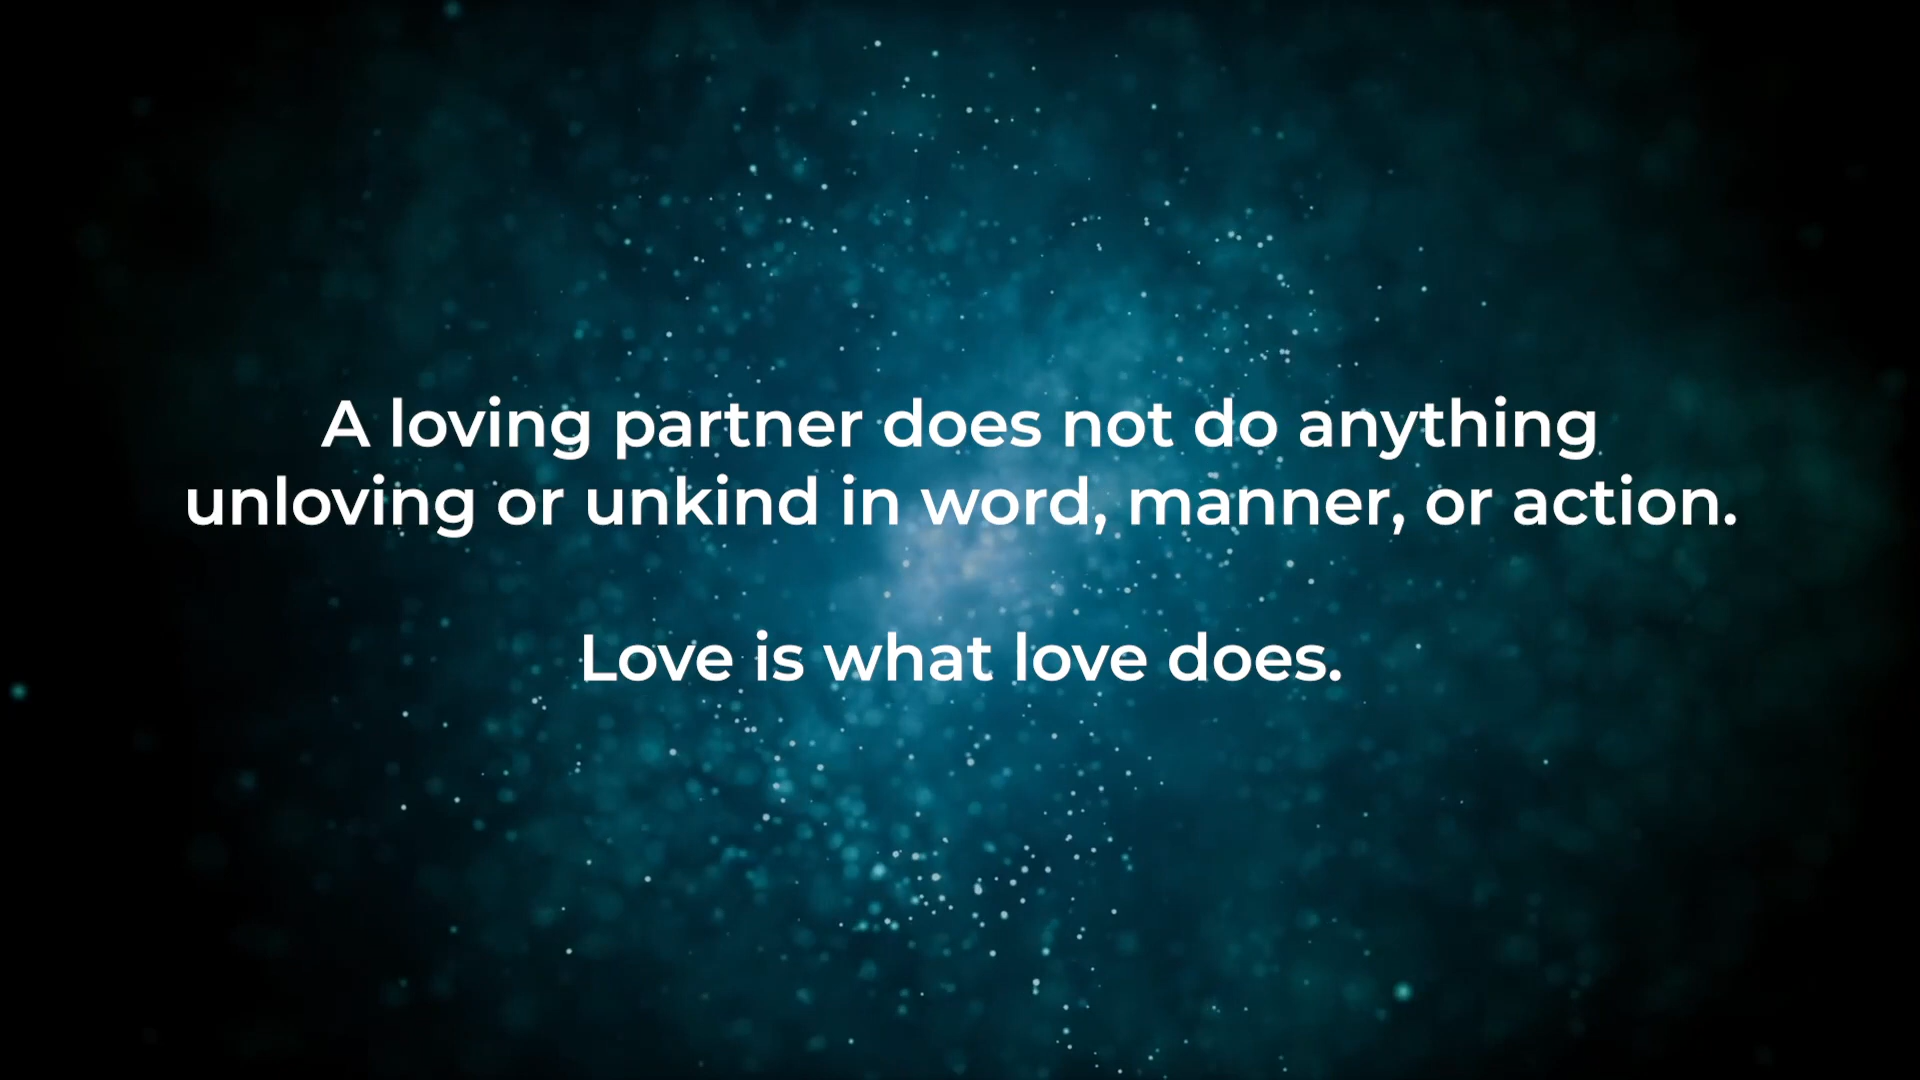 A loving partner does not do anything
unloving or unkind in word, manner, or action.
Love is what love does.